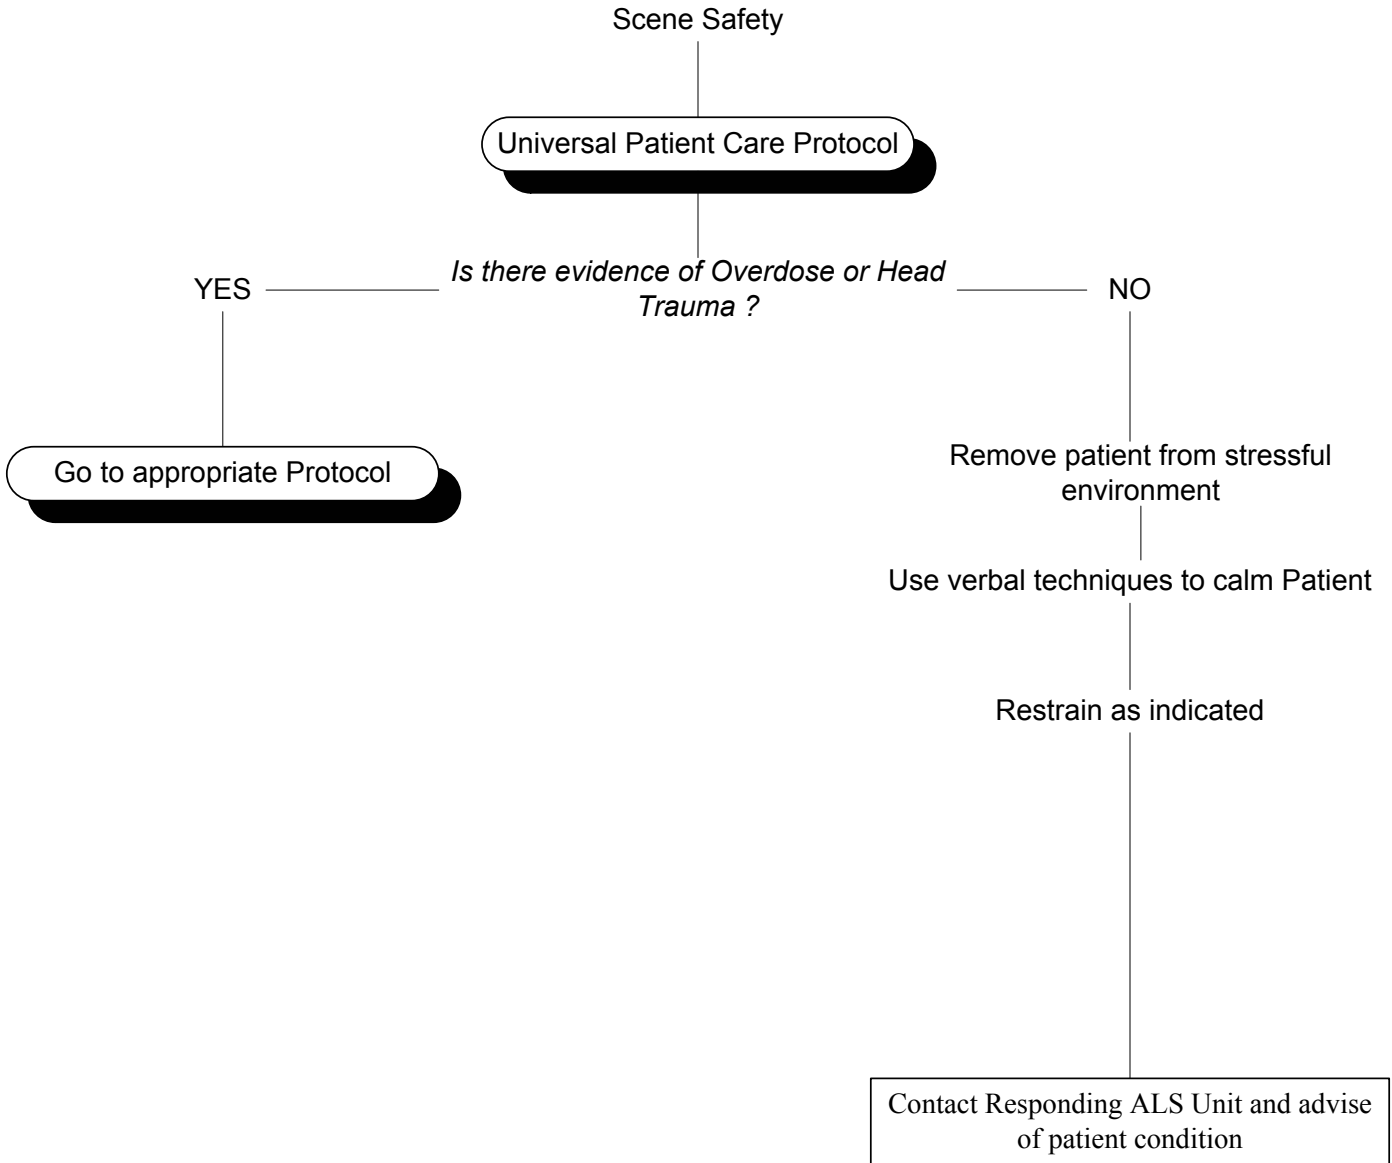 Scene Safety
Universal Patient Care Protocol
Is there evidence of Overdose or Head
Trauma ?
YES
NO
Go to appropriate Protocol
Remove patient from stressful
environment
Use verbal techniques to calm Patient
Restrain as indicated
Contact Responding ALS Unit and advise
of patient condition